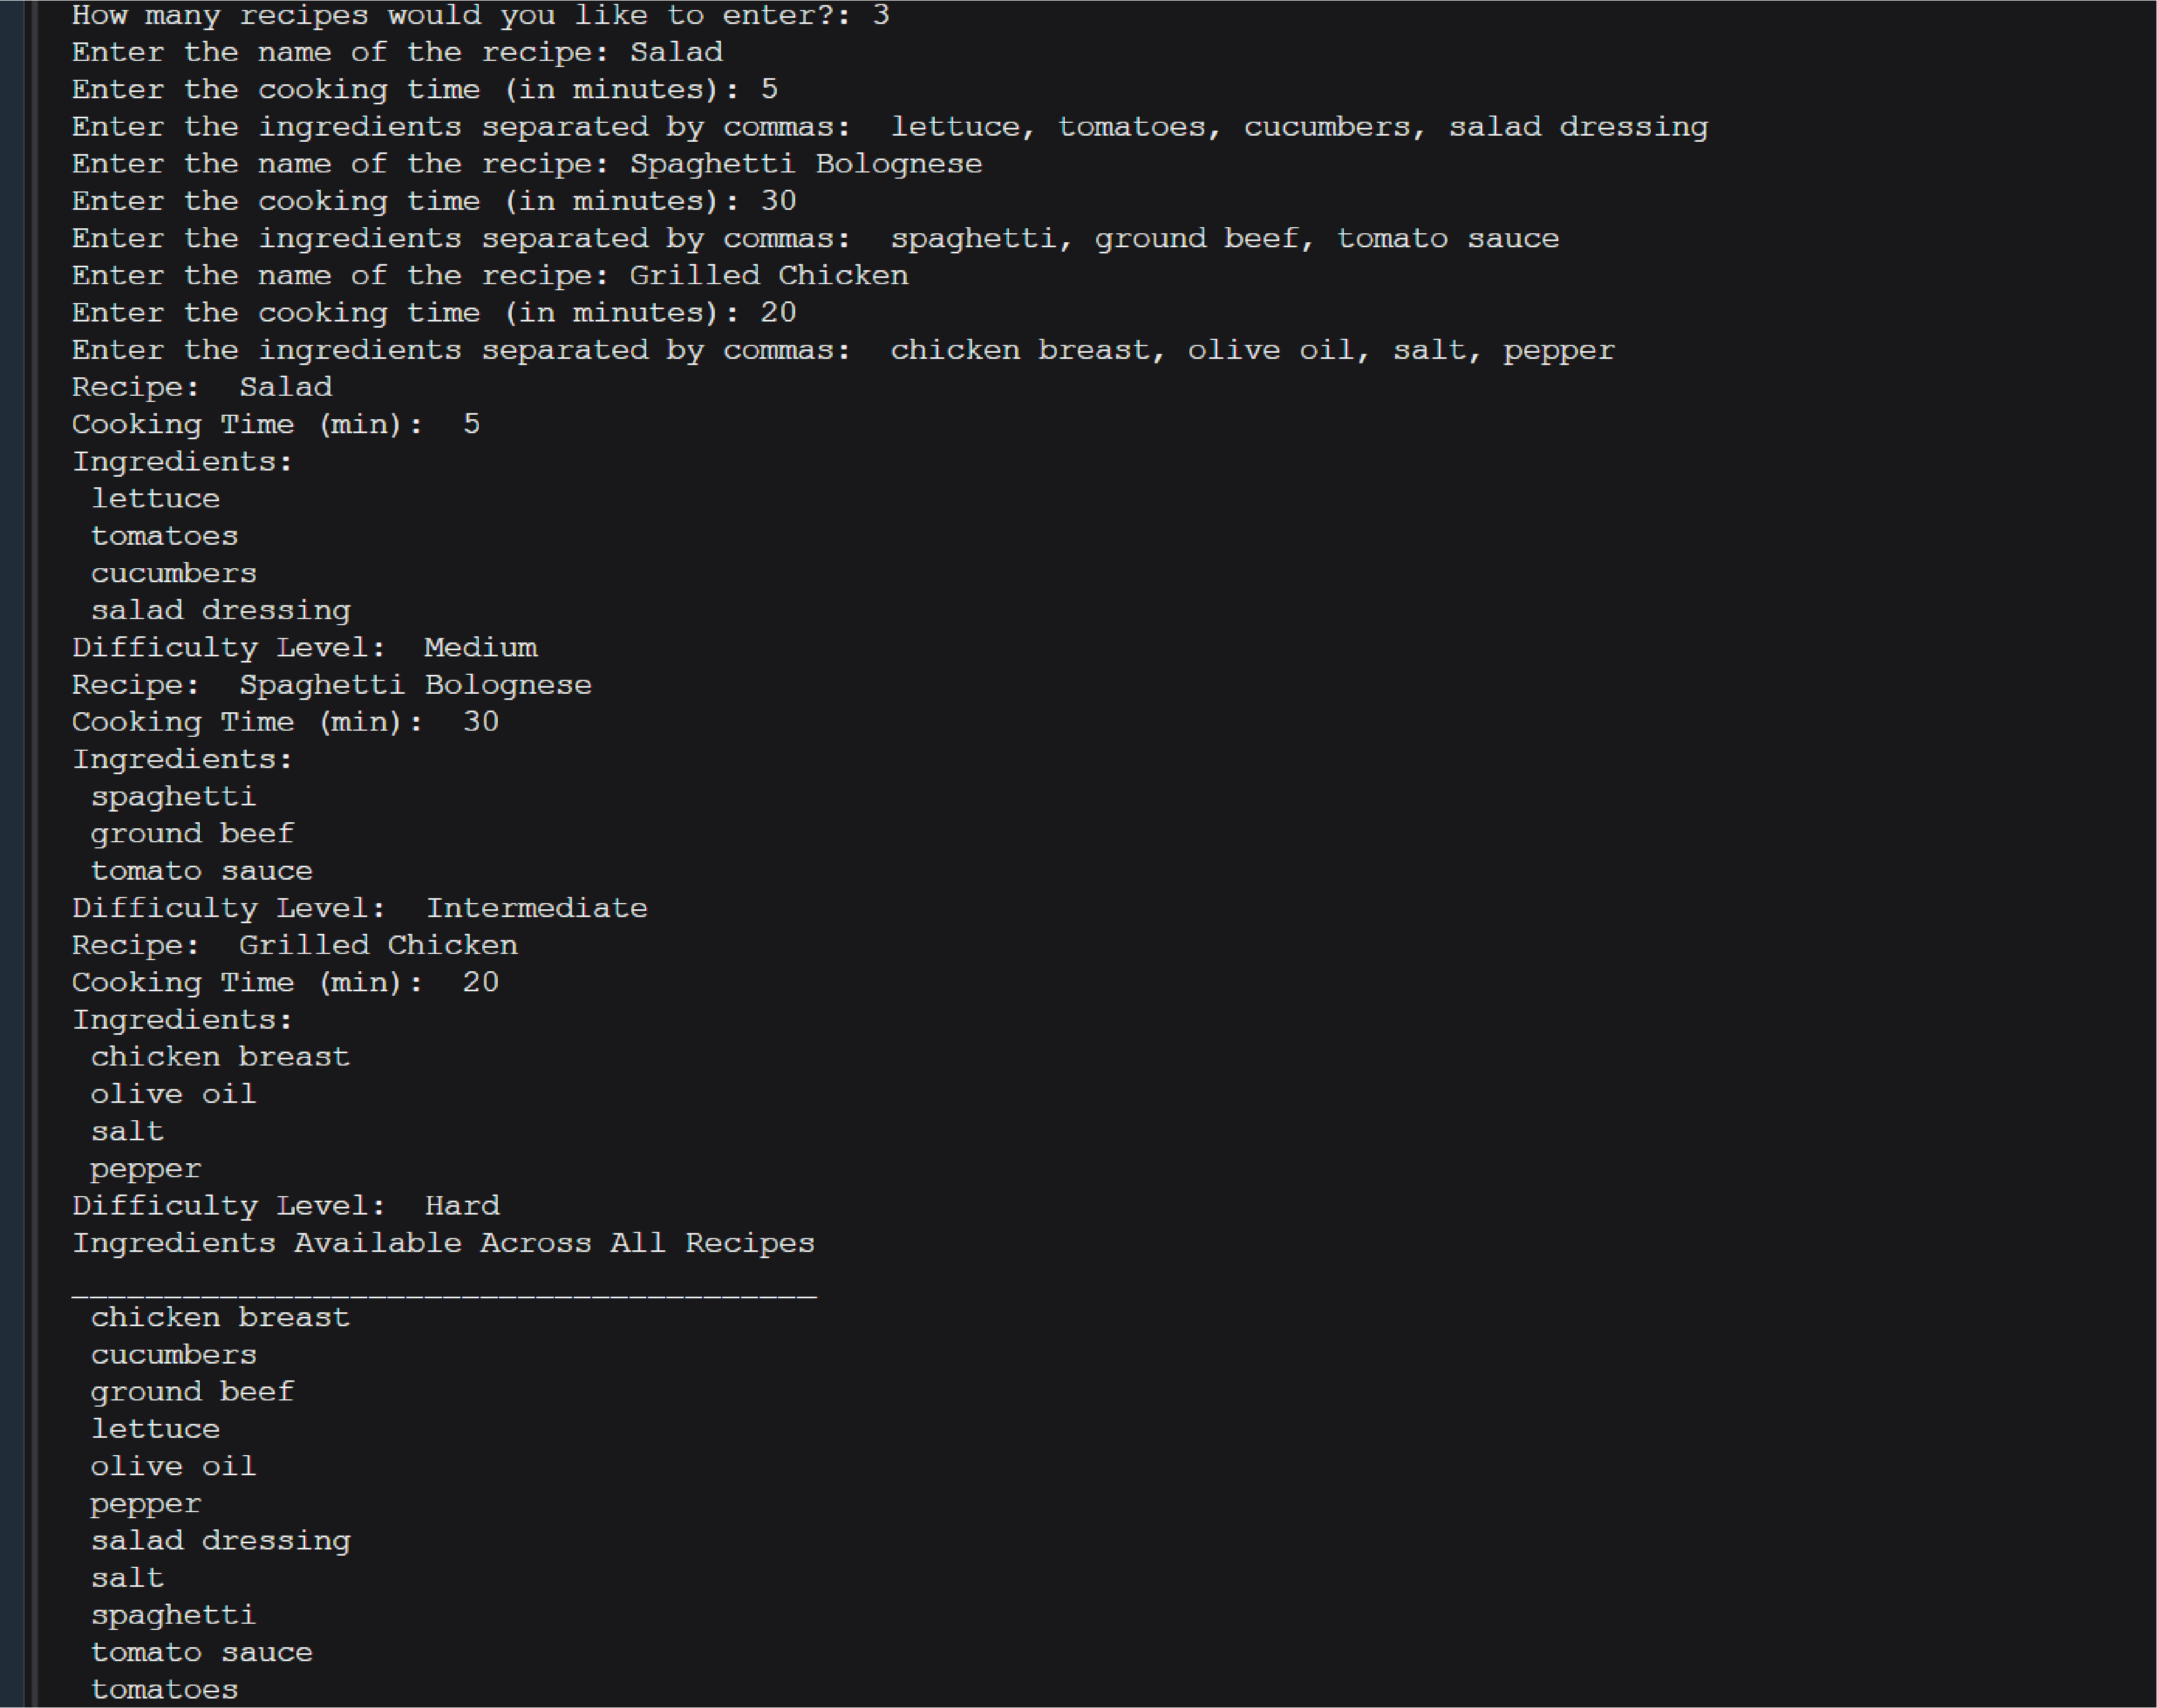 How many recipes would you like to enter?: 3
Enter the name of the recipe: Salad
Enter the cooking time (in minutes): 5
Enter the ingredients separated by commas:  lettuce, tomatoes, cucumbers, salad dressing
Enter the name of the recipe: Spaghetti Bolognese
Enter the cooking time (in minutes): 30
Enter the ingredients separated by commas:  spaghetti, ground beef, tomato sauce
Enter the name of the recipe: Grilled Chicken
Enter the cooking time (in minutes): 20
Enter the ingredients separated by commas:  chicken breast, olive oil, salt, pepper
Recipe:  Salad
Cooking Time (min):  5
Ingredients:
 lettuce
 tomatoes
 cucumbers
 salad dressing
Difficulty Level:  Medium
Recipe:  Spaghetti Bolognese
Cooking Time (min):  30
Ingredients:
 spaghetti
 ground beef
 tomato sauce
Difficulty Level:  Intermediate
Recipe:  Grilled Chicken
Cooking Time (min):  20
Ingredients:
 chicken breast
 olive oil
 salt
 pepper
Difficulty Level:  Hard
Ingredients Available Across All Recipes
________________________________________
 chicken breast
 cucumbers
 ground beef
 lettuce
 olive oil
 pepper
 salad dressing
 salt
 spaghetti
 tomato sauce
 tomatoes